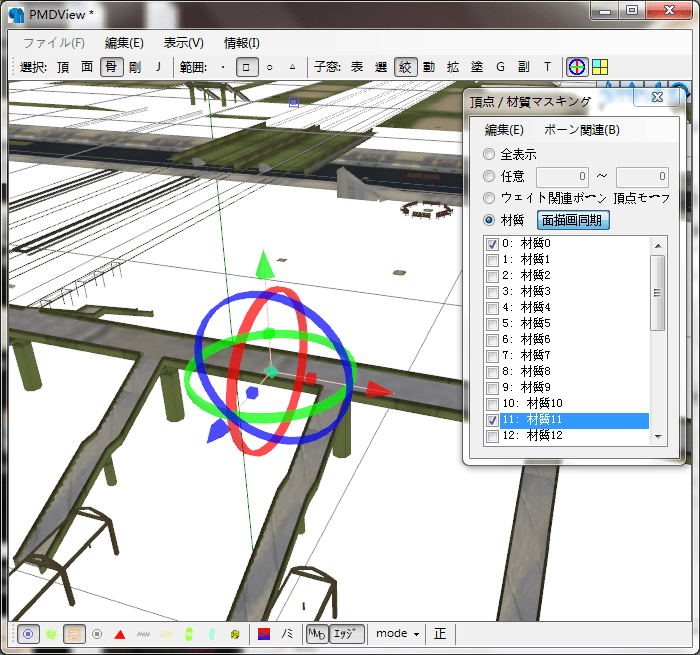 PMDView *
ファイル(F) 編集(E) 表示(V) 情報(I)
選択: 頂 面 骨 剛 J 範囲: · □ ○ △ 子窓: 表 選 絞 動 拡 塗 G 副 T
頂点 / 材質マスキング
編集(E) ボーン関連(B)
全表示
任意 0 ～ 0
ウェイト関連ボーン 頂点モーフ
材質 面描画同期
0: 材質0
1: 材質1
2: 材質2
3: 材質3
4: 材質4
5: 材質5
6: 材質6
7: 材質7
8: 材質8
9: 材質9
10: 材質10
11: 材質11
12: 材質12
ノミ MMD エッジ mode 正